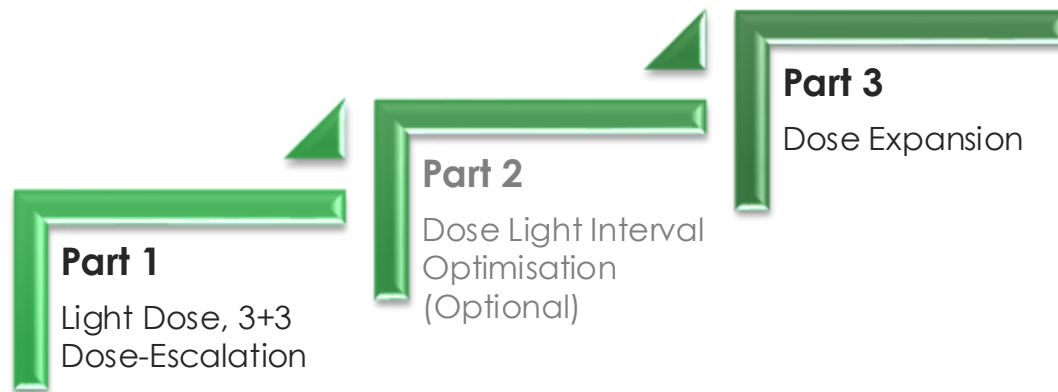 Part 1
Light Dose, 3+3
Dose-Escalation
Part 2
Dose Light Interval
Optimisation
(Optional)
Part 3
Dose Expansion